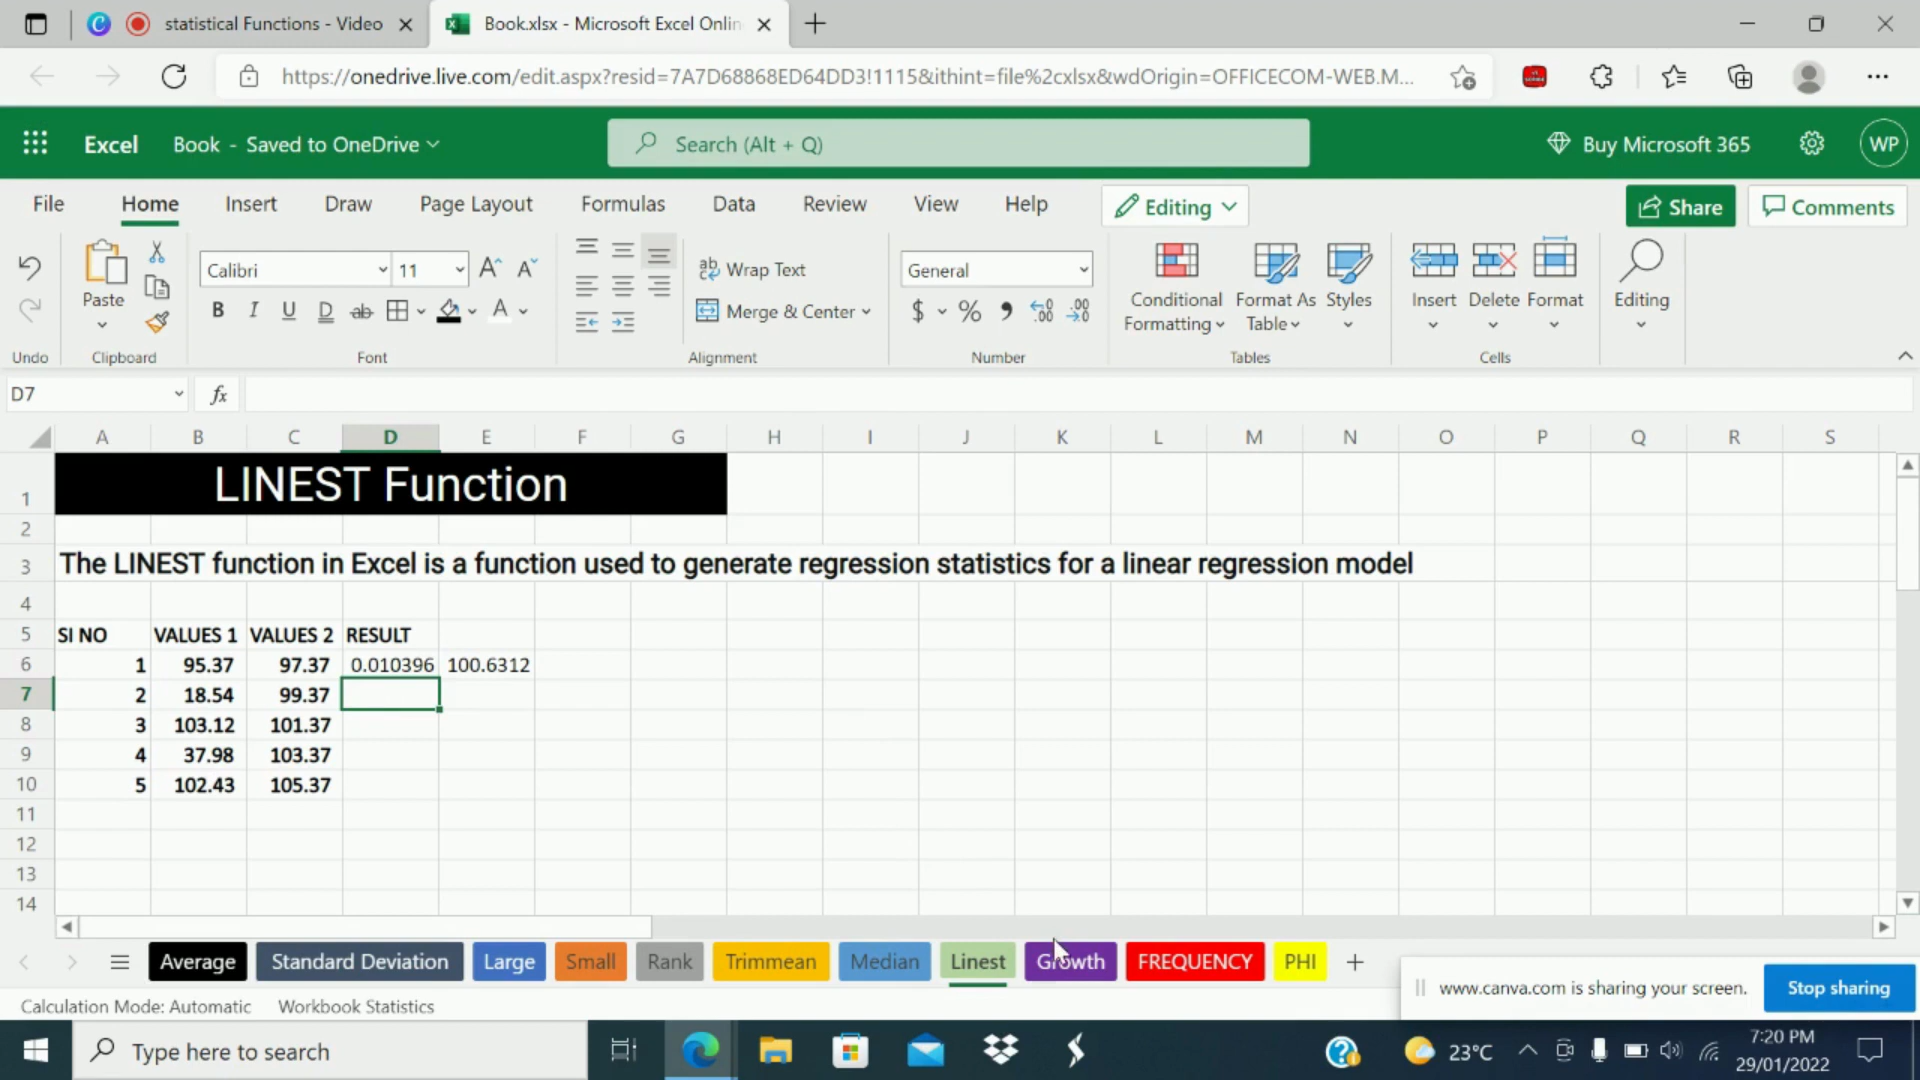 statistical Functions - Video
Book.xlsx - Microsoft Excel Onlin
https://onedrive.live.com/edit.aspx?resid=7A7D68868ED64DD3!1115&ithint=file%2cxlsx&wdOrigin=OFFICECOM-WEB.M...
Excel Book - Saved to OneDrive
Search (Alt + Q)
Buy Microsoft 365
WP
File Home Insert Draw Page Layout Formulas Data Review View Help
Editing
Share
Comments
Calibri 11
Wrap Text
General
Paste
B I U D ab
A
Merge & Center
$ % 9 .00 .00
Conditional Formatting
Format As Table
Styles
Insert Delete Format
Editing
Undo Clipboard Font Alignment Number Tables Cells
D7 fx
A B C D E F G H I J K L M N O P Q R S
1 LINEST Function
2
3 The LINEST function in Excel is a function used to generate regression statistics for a linear regression model
4
5 SI NO VALUES 1 VALUES 2 RESULT
6 1 95.37 97.37 0.010396 100.6312
7 2 18.54 99.37
8 3 103.12 101.37
9 4 37.98 103.37
10 5 102.43 105.37
11
12
13
14
Average Standard Deviation Large Small Rank Trimmean Median Linest Growth FREQUENCY PHI
www.canva.com is sharing your screen.
Stop sharing
Calculation Mode: Automatic Workbook Statistics
Type here to search
23°C
7:20 PM
29/01/2022